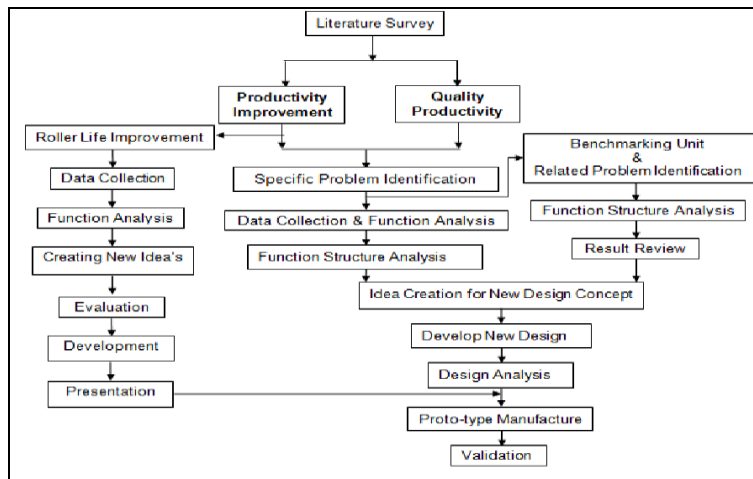 Literature Survey
Productivity
Improvement
Quality
Productivity
Roller Life Improvement
Data Collection
Function Analysis
Creating New Idea's
Evaluation
Development
Presentation
Specific Problem Identification
Data Collection & Function Analysis
Function Structure Analysis
Benchmarking Unit
&
Related Problem Identification
Function Structure Analysis
Result Review
Idea Creation for New Design Concept
Develop New Design
Design Analysis
Proto-type Manufacture
Validation